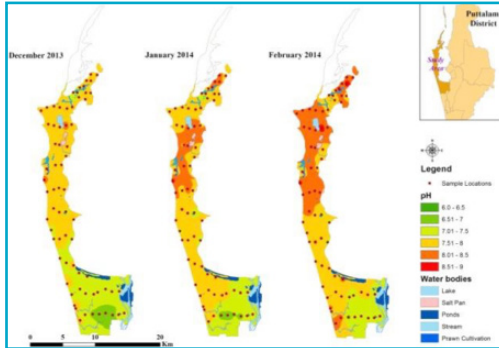 Puttalam
District
Study
Area
December 2013
January 2014
February 2014
Legend
Sample Locations
pH
6.0 - 6.5
6.51 - 7
7.01 - 7.5
7.51 - 8
8.01 - 8.5
8.51 - 9
Water bodies
Lake
Salt Pan
Ponds
Stream
Prawn Cultivation
0 5 10 20
Km